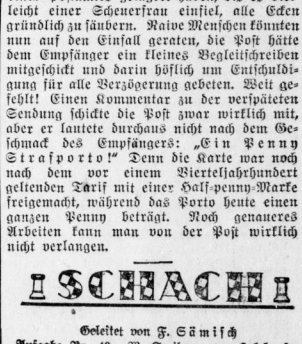 leicht einer Scheuerfrau einfiel, alle Ecken
gründlich zu säubern. Naive Menschen könnten
nun auf den Einfall geraten, die Post hätte
dem Empfänger ein kleines Begleitschreiben
mitgeschickt und darin höflich um Entschuldi-
gung für alle Verzögerung gebeten. Weit ge-
fehlt! Einen Kommentar zu der verspäteten
Sendung schickte die Post zwar wirklich mit,
aber er lautete durchaus nicht nach dem Ge-
schmack des Empfängers: „Ein Penny
Strafporto!“ Denn die Karte war noch
nach dem vor einem Vierteljahrhundert
geltenden Tarif mit einer Half-penny-Marke
freigemacht, während das Porto heute einen
ganzen Penny beträgt. Noch genaueres
Arbeiten kann man von der Post wirklich
nicht verlangen.
SCHACH
Geleitet von F. Sämisch